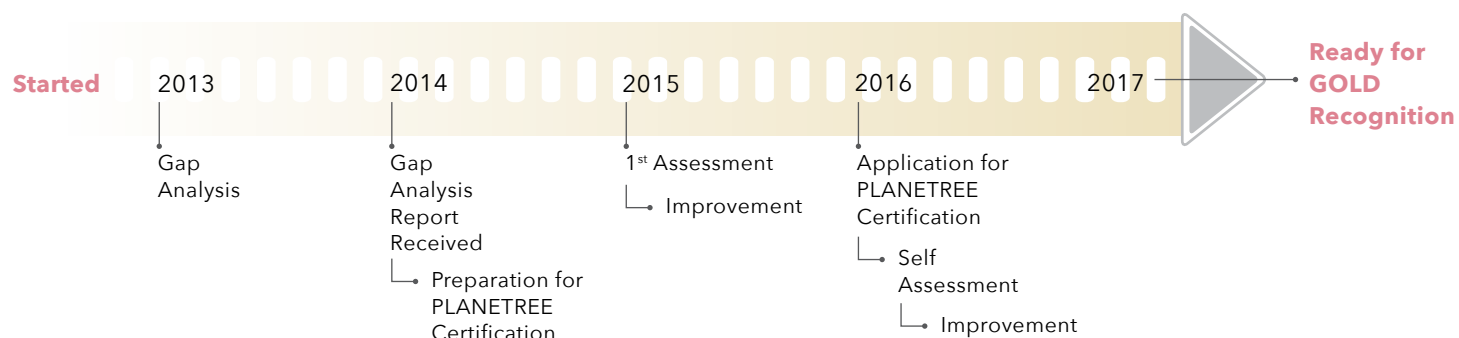 Started
2013
2014
2015
2016
2017
Ready for
GOLD
Recognition
Gap
Analysis
Gap
Analysis
Report
Received
Preparation for
PLANETREE
Certification
1st Assessment
Improvement
Application for
PLANETREE
Certification
Self
Assessment
Improvement